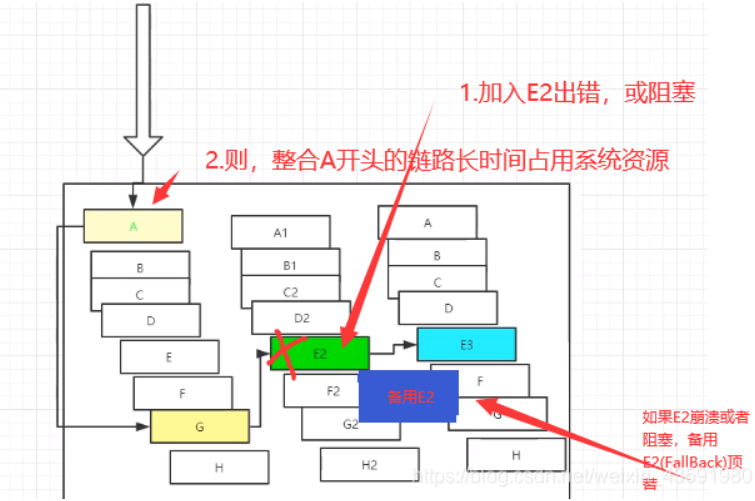 1.加入E2出错，或阻塞
2.则，整合A开头的链路长时间占用系统资源
A
B
C
D
E
F
G
H
A1
B1
C2
D2
E2
F2
G2
H2
A
B
C
D
E3
F
G
H
备用E2
如果E2崩溃或者
阻塞，备用
E2(FallBack)顶
替
https://blog.csdn.net/weixin_43691980